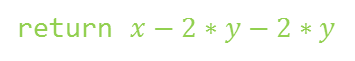 return x − 2 ∗ y − 2 ∗ y